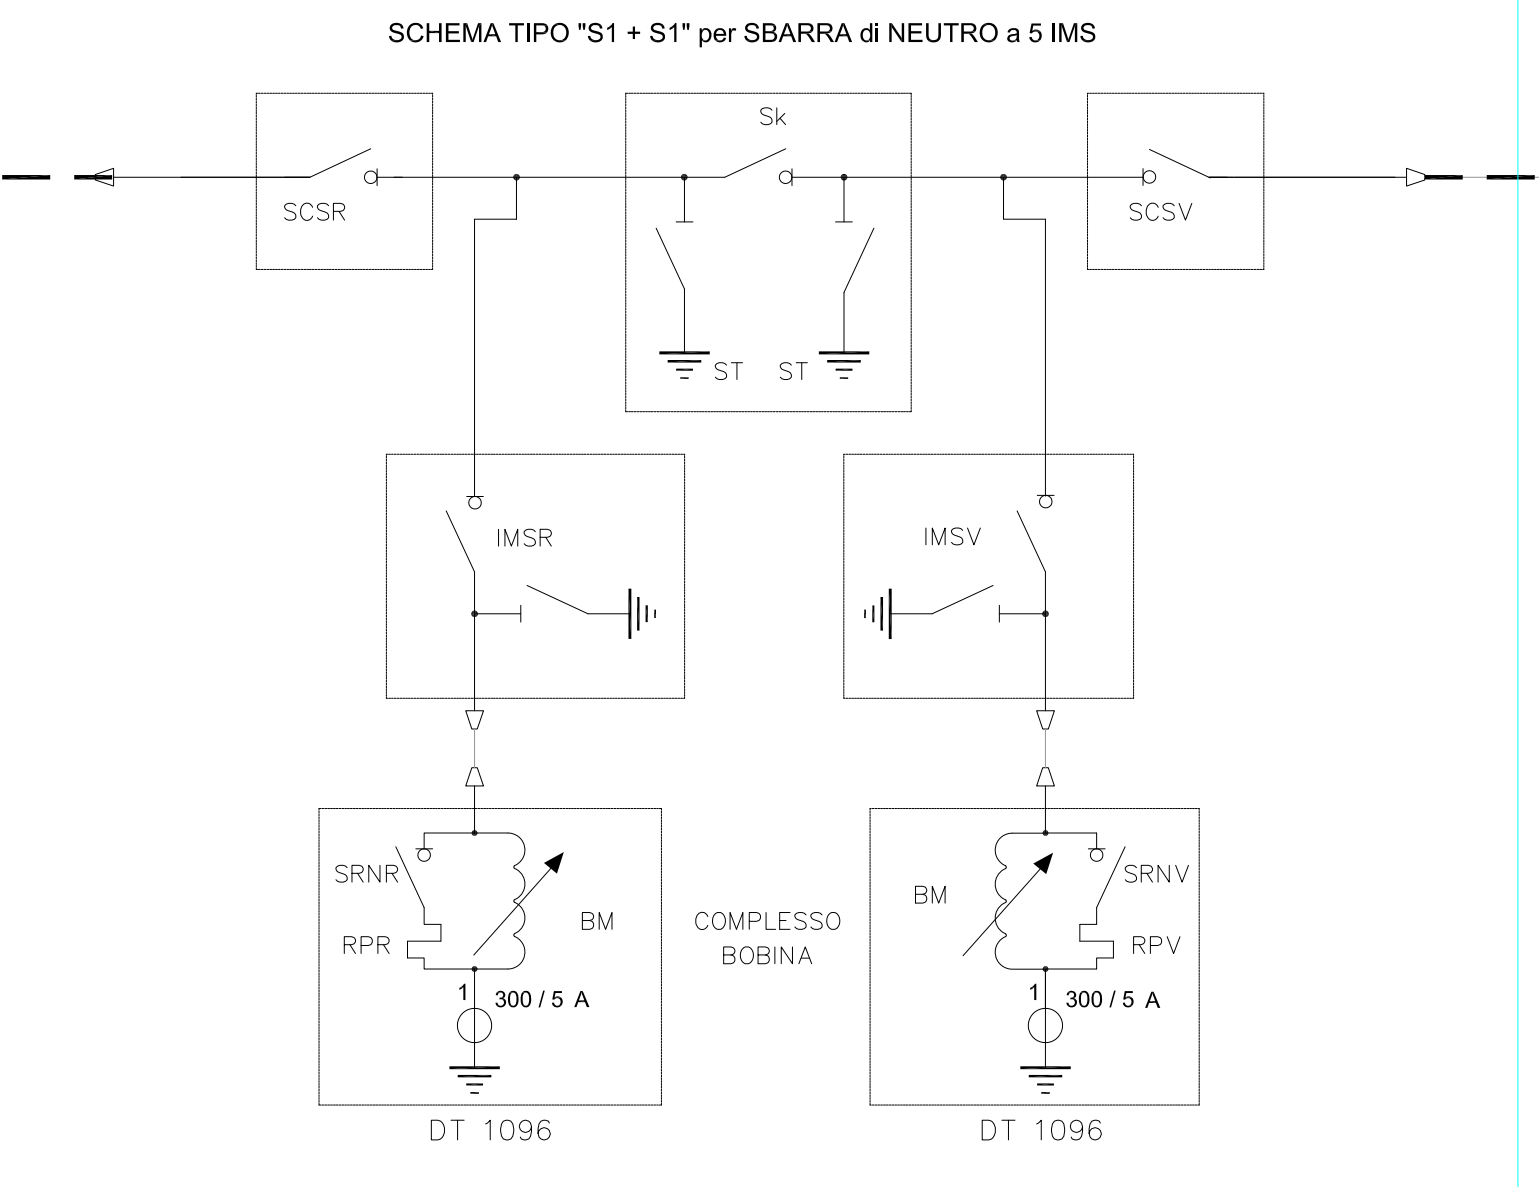 SCHEMA TIPO "S1 + S1" per SBARRA di NEUTRO a 5 IMS
Sk
SCSR
SCSV
ST
ST
IMSR
IMSV
SRNR
BM
RPR
COMPLESSO
BOBINA
BM
SRNV
RPV
1
300 / 5 A
1
300 / 5 A
DT 1096
DT 1096